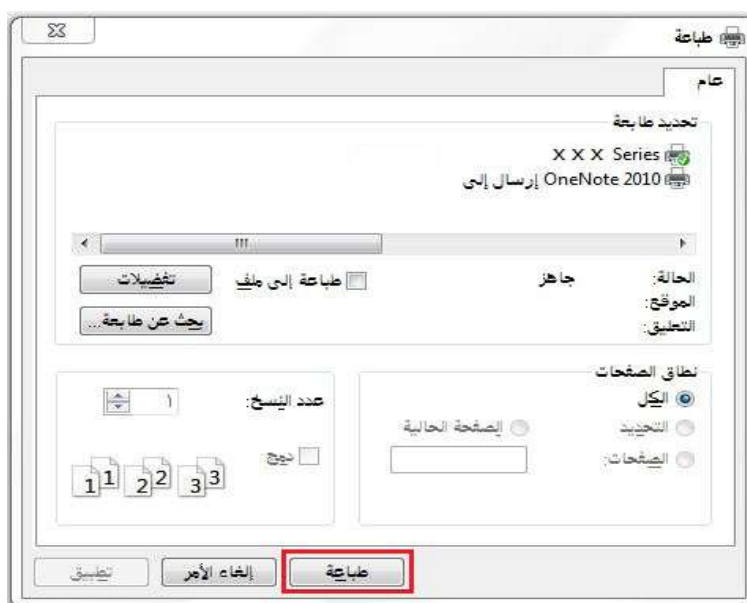 طباعة
عام
تحديد طابعة
X X X Series
إرسال إلى OneNote 2010
الحالة: جاهز
طباعة إلى ملف
تفضيلات
الموقع:
التعليق:
بحث عن طابعة...
نطاق الصفحات
الكل
التحديد
الصفحة الحالية
الصفحات:
عدد النسخ: ١
دمج
1 1 2 2 3 3
طباعة
إلغاء الأمر
تطبيق